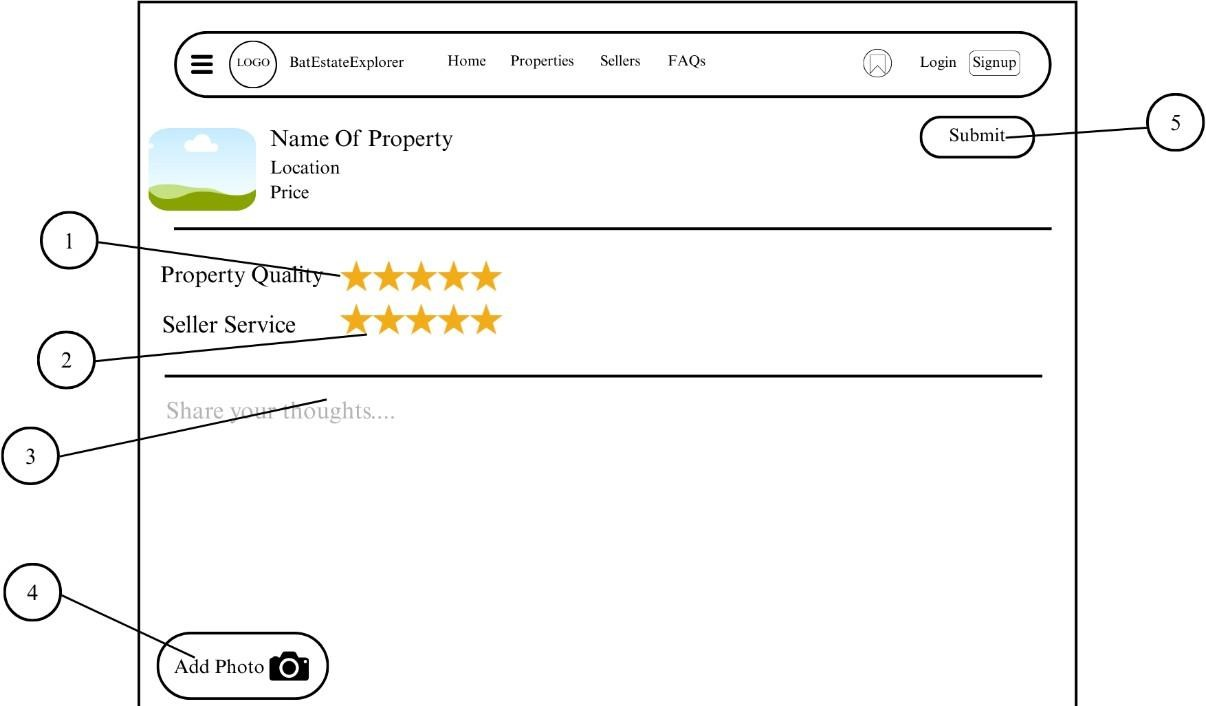 LOGO BatEstateExplorer Home Properties Sellers FAQs Login Signup
Name Of Property
Location
Price
Submit
5
1
Property Quality
Seller Service
2
Share your thoughts....
3
4
Add Photo